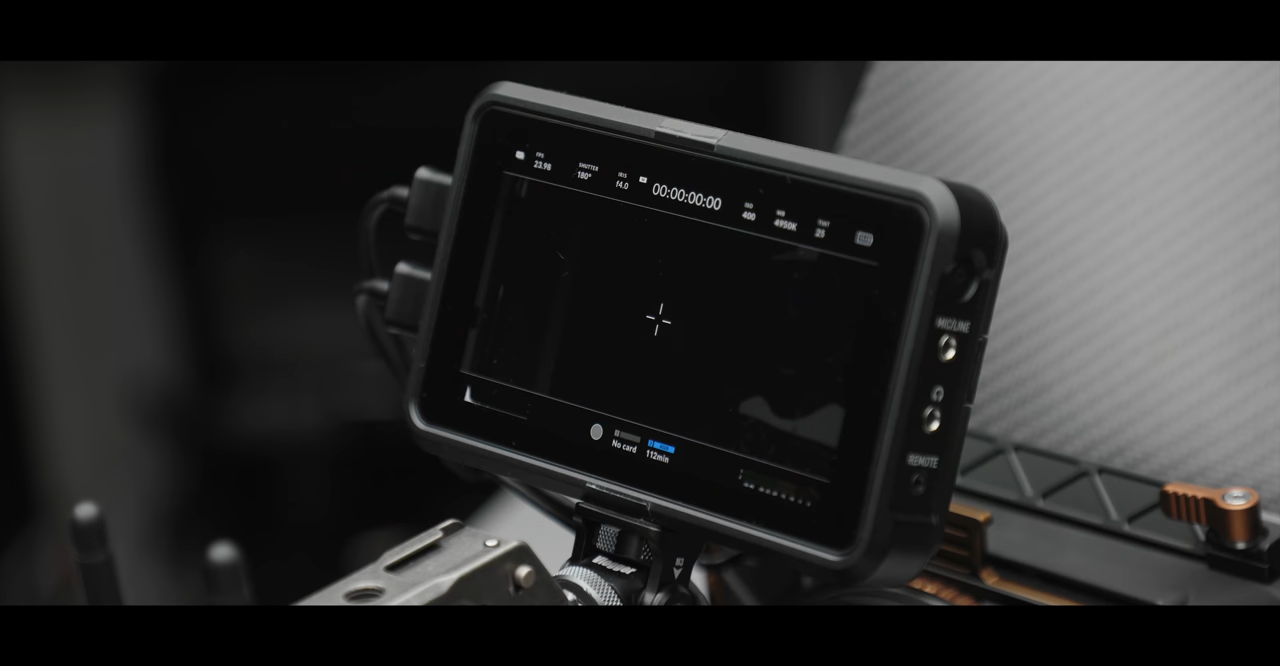 FPS
23.98
SHUTTER
180°
IRIS
f4.0
00:00:00:00
ISO
400
WB
4950K
TINT
25
No card
112min
MIC/LINE
REMOTE